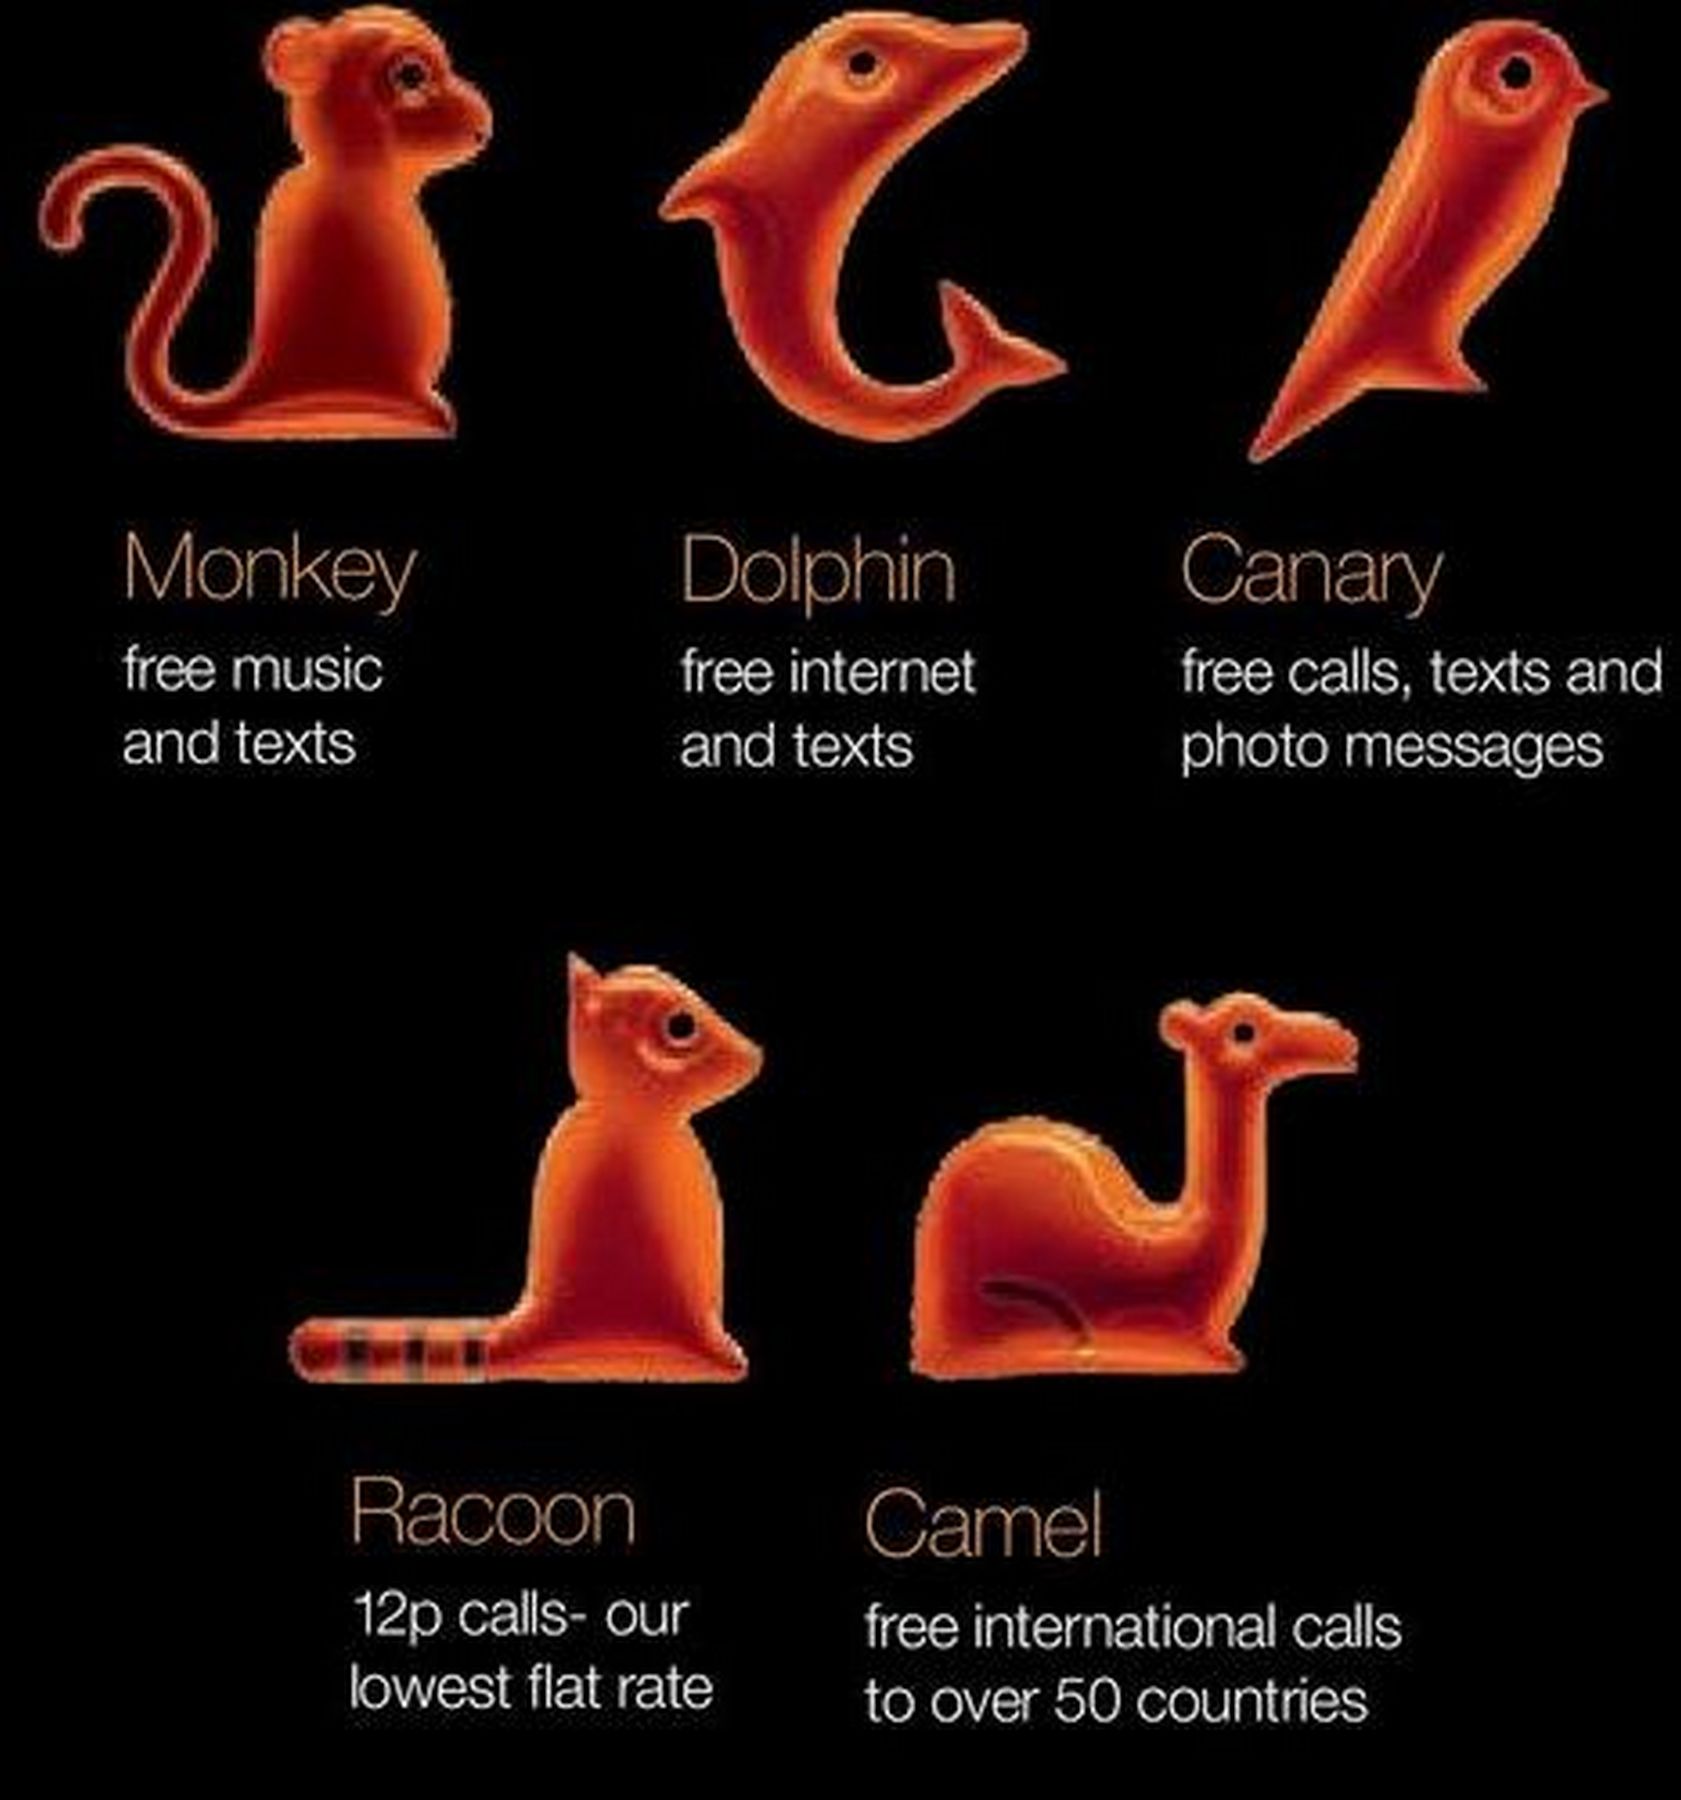 Monkey
free music
and texts
Dolphin
free internet
and texts
Canary
free calls, texts and
photo messages
Racoon
12p calls- our
lowest flat rate
Camel
free international calls
to over 50 countries